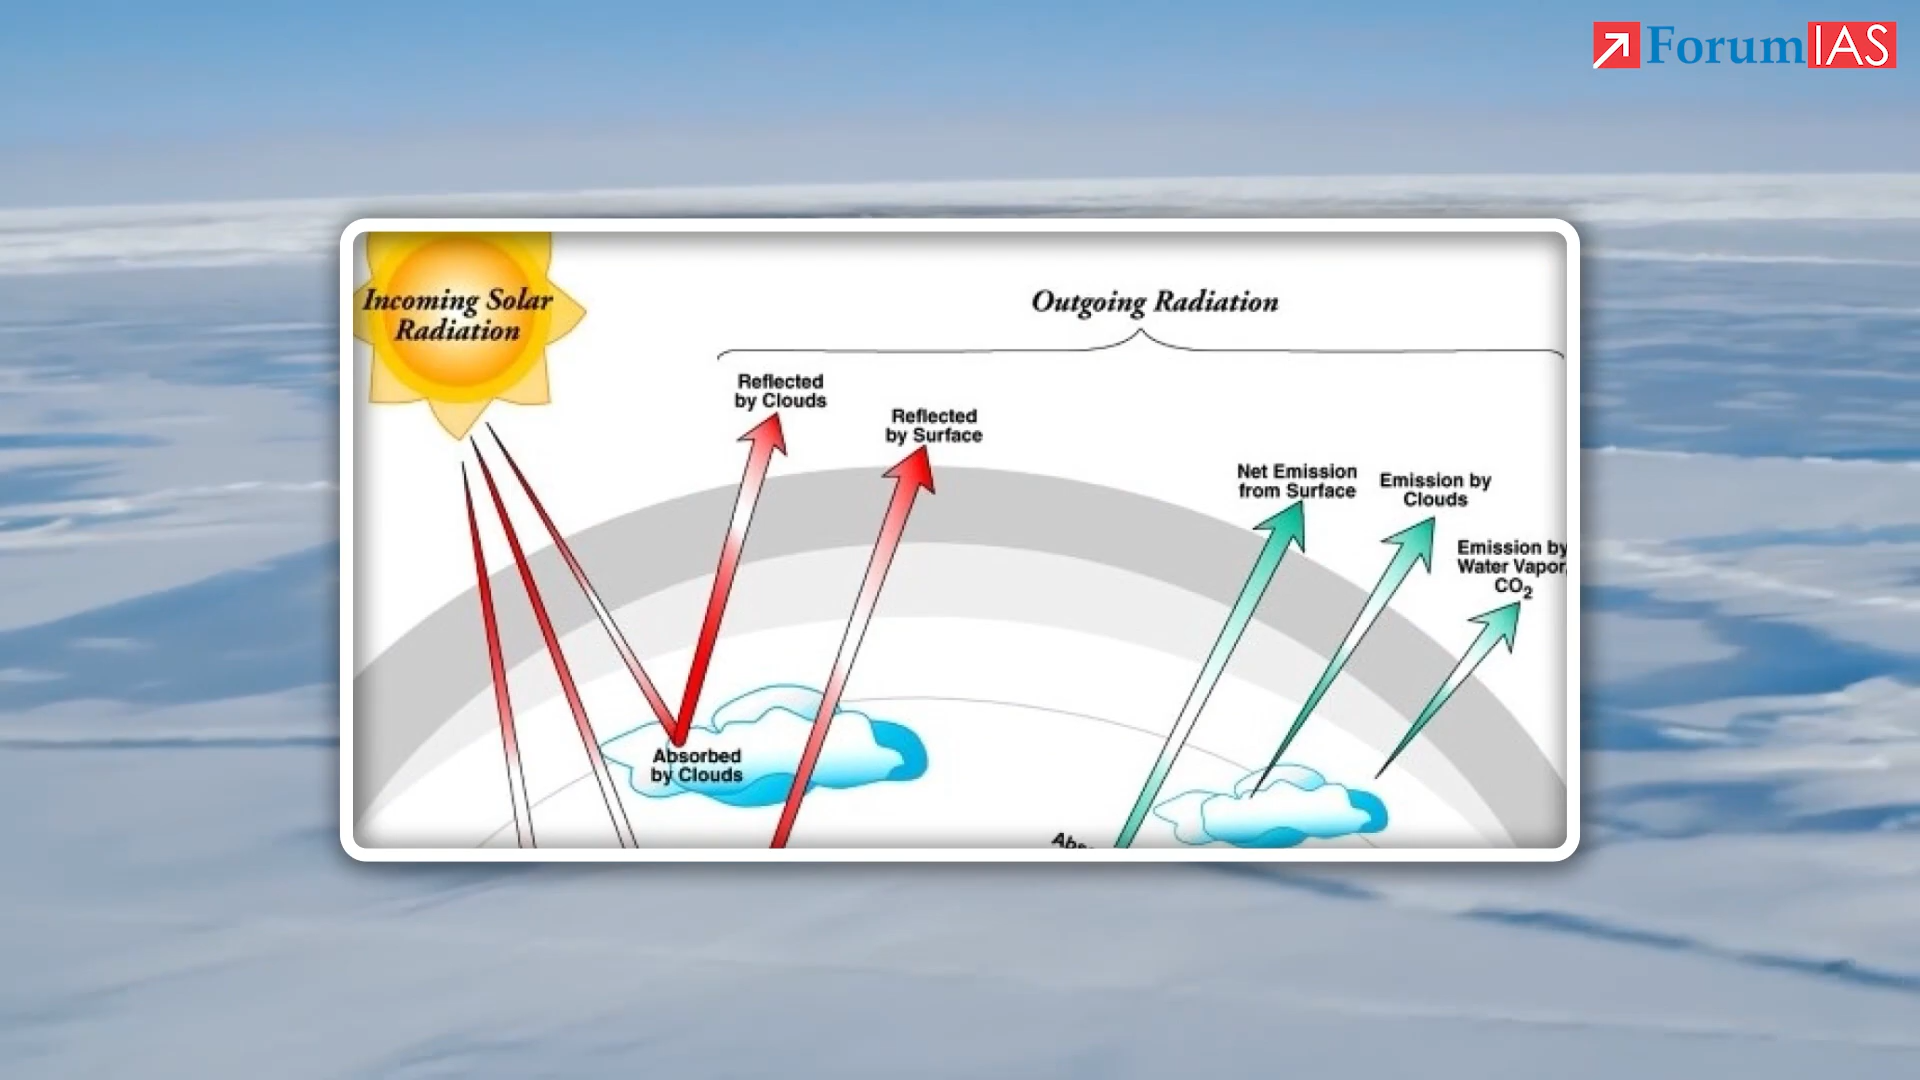 ForumIAS
Incoming Solar
Radiation
Outgoing Radiation
Reflected
by Clouds
Reflected
by Surface
Net Emission
from Surface
Emission by
Clouds
Emission by
Water Vapor,
CO2
Absorbed
by Clouds